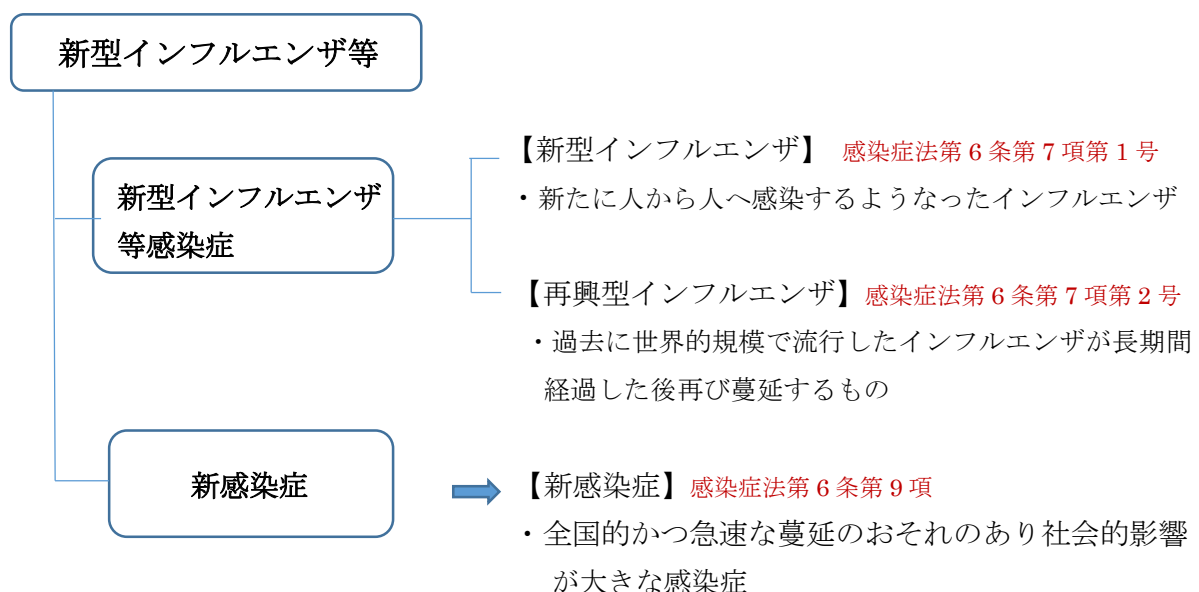 新型インフルエンザ等
新型インフルエンザ
等感染症
【新型インフルエンザ】 感染症法第6条第7項第1号
・新たに人から人へ感染するようなったインフルエンザ
【再興型インフルエンザ】感染症法第6条第7項第2号
・過去に世界的規模で流行したインフルエンザが長期間
経過した後再び蔓延するもの
新感染症
【新感染症】感染症法第6条第9項
・全国的かつ急速な蔓延のおそれのあり社会的影響
が大きな感染症